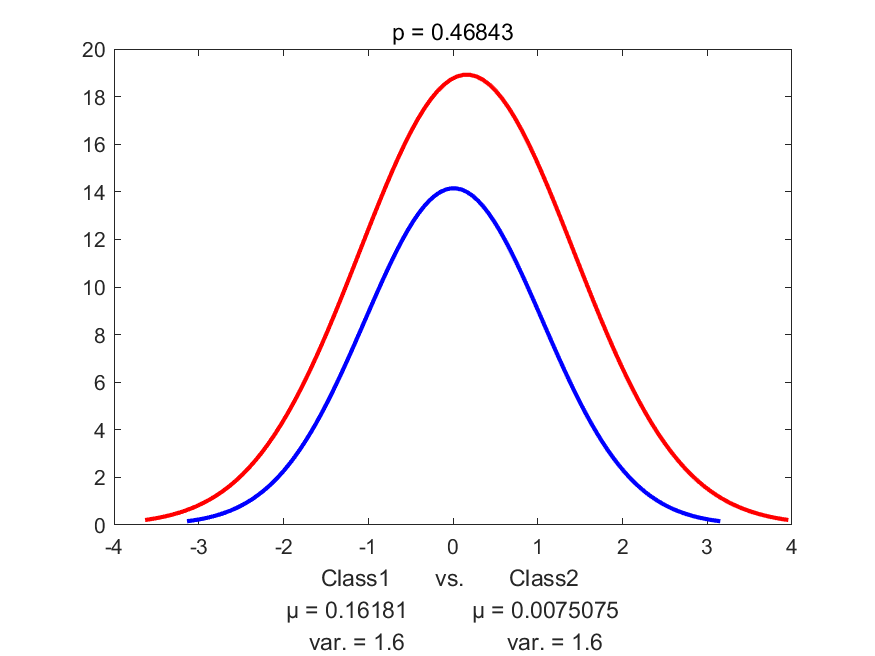 p = 0.46843
20
18
16
14
12
10
8
6
4
2
0
-4 -3 -2 -1 0 1 2 3 4
Class1 vs. Class2
μ = 0.16181 μ = 0.0075075
var. = 1.6 var. = 1.6